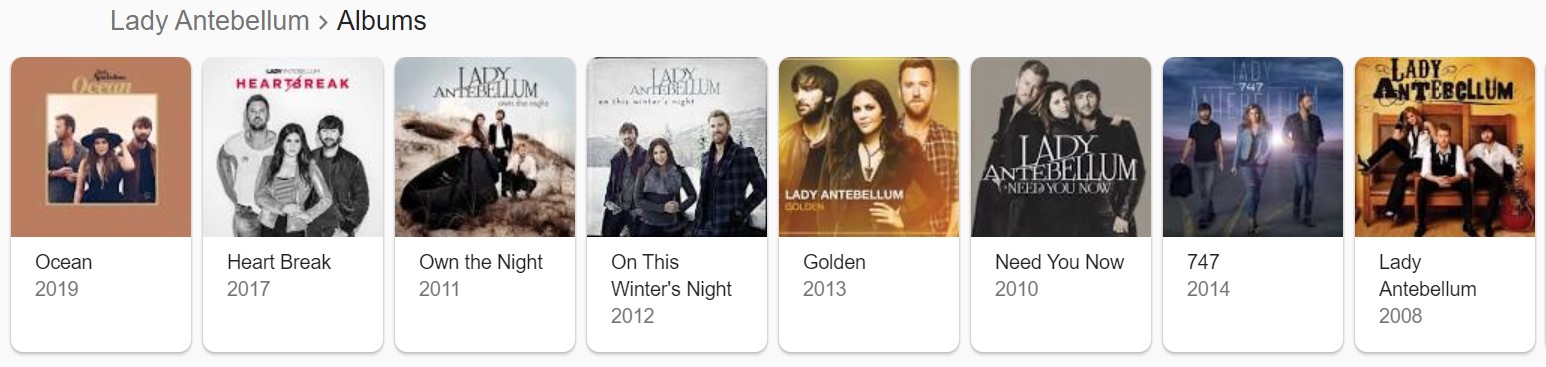 Lady Antebellum › Albums
Lady
Antebellum
Ocean
LADY ANTEBELLUM
HEARTBREAK
LADY
ANTEBELLUM
own the night
LADY
ANTEBELLUM
on this winter's night
LADY ANTEBELLUM
GOLDEN
LADY
ANTEBELLUM
NEED YOU NOW
LADY
747
ANTEBELLUM
LADY
ANTEBELLUM
Ocean
2019
Heart Break
2017
Own the Night
2011
On This
Winter's Night
2012
Golden
2013
Need You Now
2010
747
2014
Lady
Antebellum
2008